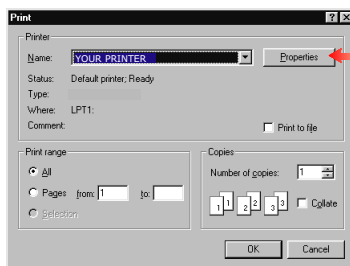 Print ? X
Printer
Name: YOUR PRINTER Properties
Status: Default printer; Ready
Type:
Where: LPT1:
Comment: Print to file
Print range
All
Pages from: 1 to:
Selection
Copies
Number of copies: 1
1 1 2 2 3 3 Collate
OK Cancel